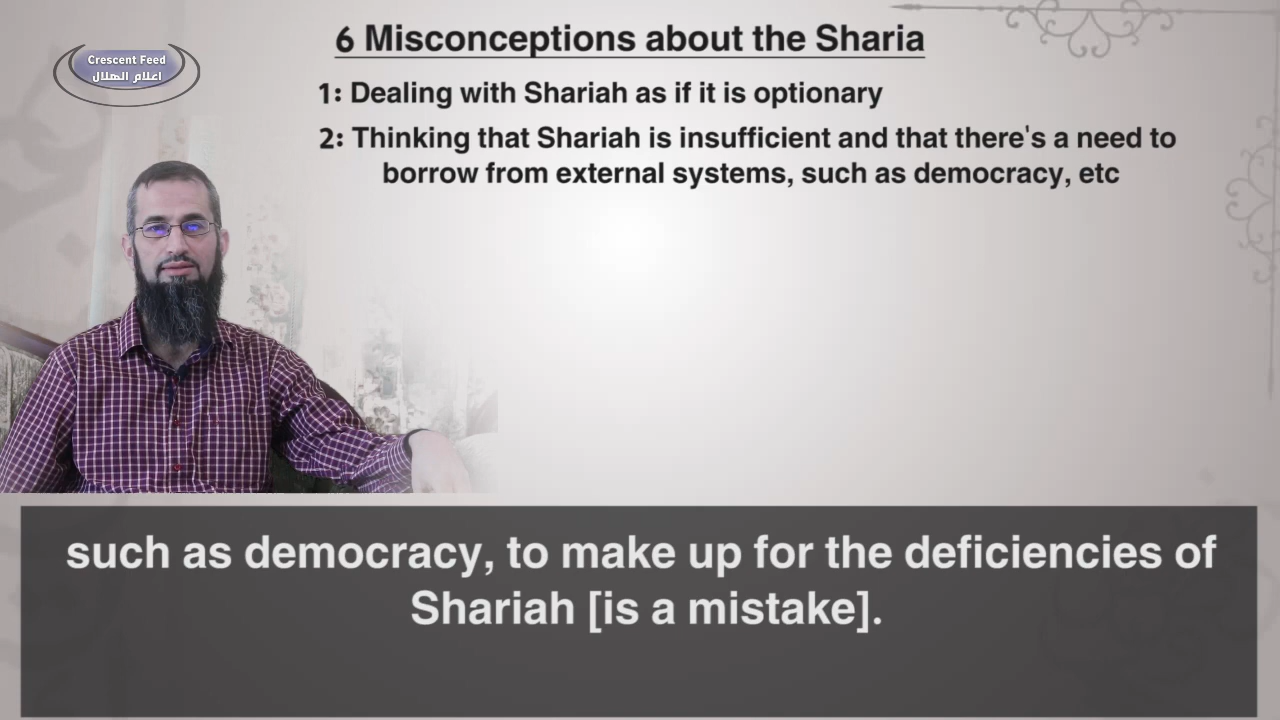 6 Misconceptions about the Sharia
Crescent Feed
اعلام الهلال
1: Dealing with Shariah as if it is optionary
2: Thinking that Shariah is insufficient and that there's a need to
borrow from external systems, such as democracy, etc
such as democracy, to make up for the deficiencies of
Shariah [is a mistake].